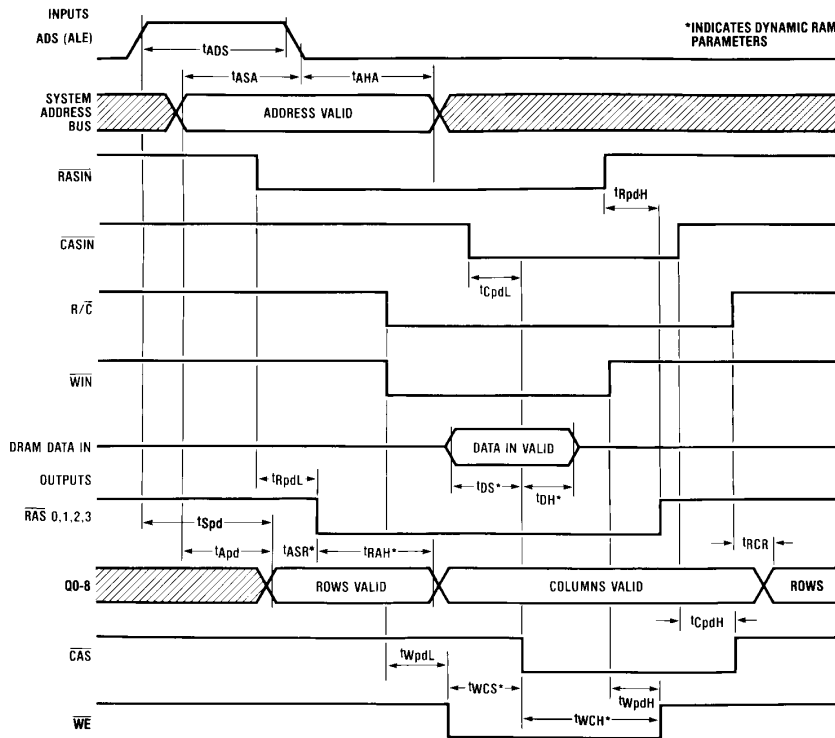 INPUTS
ADS (ALE)
*INDICATES DYNAMIC RAM
PARAMETERS
tADS
tASA
tAHA
SYSTEM
ADDRESS
BUS
ADDRESS VALID
RASIN
tRpdH
CASIN
tCpdL
R/C
WIN
DRAM DATA IN
DATA IN VALID
OUTPUTS
tRpdL
tDS*
tDH*
RAS 0,1,2,3
tSpd
tApd
tASR*
tRAH*
tRCR
Q0-8
ROWS VALID
COLUMNS VALID
ROWS
tCpdH
CAS
tWpdL
tWCS*
tWpdH
tWCH*
WE